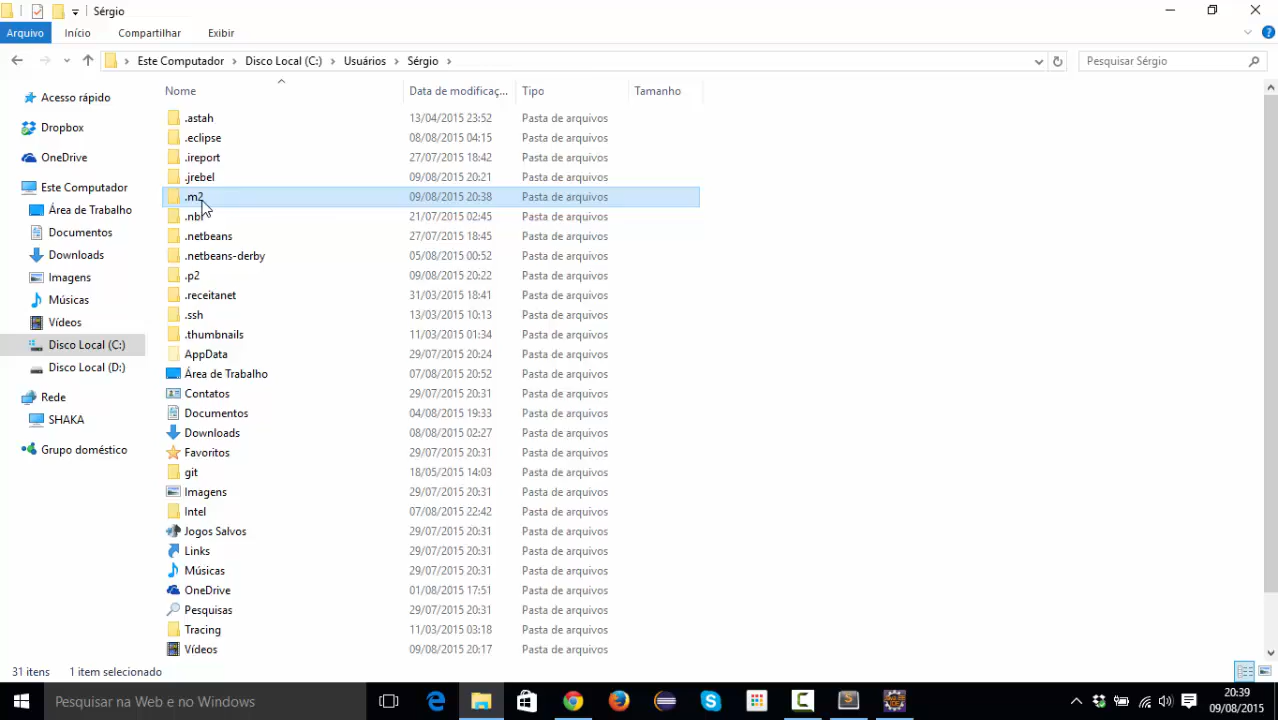 Sérgio
Arquivo Início Compartilhar Exibir
Este Computador Disco Local (C:) Usuários Sérgio
Pesquisar Sérgio
Nome Data de modificaç... Tipo Tamanho
Acesso rápido
Dropbox
OneDrive
Este Computador
Área de Trabalho
Documentos
Downloads
Imagens
Músicas
Vídeos
Disco Local (C:)
Disco Local (D:)
Rede
SHAKA
Grupo doméstico
.astah 13/04/2015 23:52 Pasta de arquivos
.eclipse 08/08/2015 04:15 Pasta de arquivos
.ireport 27/07/2015 18:42 Pasta de arquivos
.jrebel 09/08/2015 20:21 Pasta de arquivos
.m2 09/08/2015 20:38 Pasta de arquivos
.nbi 21/07/2015 02:45 Pasta de arquivos
.netbeans 27/07/2015 18:45 Pasta de arquivos
.netbeans-derby 05/08/2015 00:52 Pasta de arquivos
.p2 09/08/2015 20:22 Pasta de arquivos
.receitanet 31/03/2015 18:41 Pasta de arquivos
.ssh 13/03/2015 10:13 Pasta de arquivos
.thumbnails 11/03/2015 01:34 Pasta de arquivos
AppData 29/07/2015 20:24 Pasta de arquivos
Área de Trabalho 07/08/2015 20:52 Pasta de arquivos
Contatos 29/07/2015 20:31 Pasta de arquivos
Documentos 04/08/2015 19:33 Pasta de arquivos
Downloads 08/08/2015 02:27 Pasta de arquivos
Favoritos 29/07/2015 20:31 Pasta de arquivos
git 18/05/2015 14:03 Pasta de arquivos
Imagens 29/07/2015 20:31 Pasta de arquivos
Intel 07/08/2015 22:42 Pasta de arquivos
Jogos Salvos 29/07/2015 20:31 Pasta de arquivos
Links 29/07/2015 20:31 Pasta de arquivos
Músicas 29/07/2015 20:31 Pasta de arquivos
OneDrive 01/08/2015 17:51 Pasta de arquivos
Pesquisas 29/07/2015 20:31 Pasta de arquivos
Tracing 11/03/2015 03:18 Pasta de arquivos
Vídeos 09/08/2015 20:17 Pasta de arquivos
31 itens 1 item selecionado
Pesquisar na Web e no Windows
20:39
09/08/2015